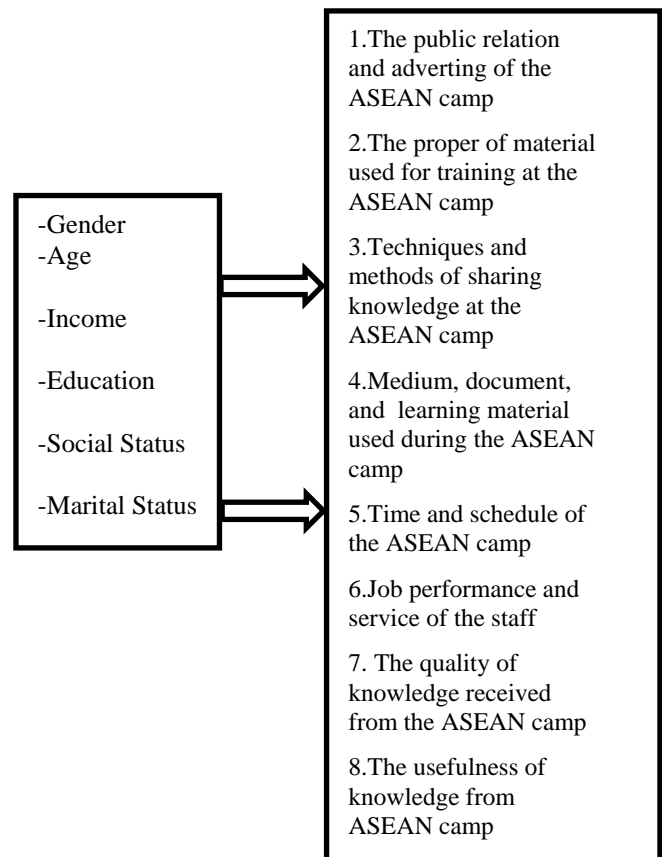 -Gender
-Age
-Income
-Education
-Social Status
-Marital Status
1.The public relation
and adverting of the
ASEAN camp
2.The proper of material
used for training at the
ASEAN camp
3.Techniques and
methods of sharing
knowledge at the
ASEAN camp
4.Medium, document,
and learning material
used during the ASEAN
camp
5.Time and schedule of
the ASEAN camp
6.Job performance and
service of the staff
7. The quality of
knowledge received
from the ASEAN camp
8.The usefulness of
knowledge from
ASEAN camp